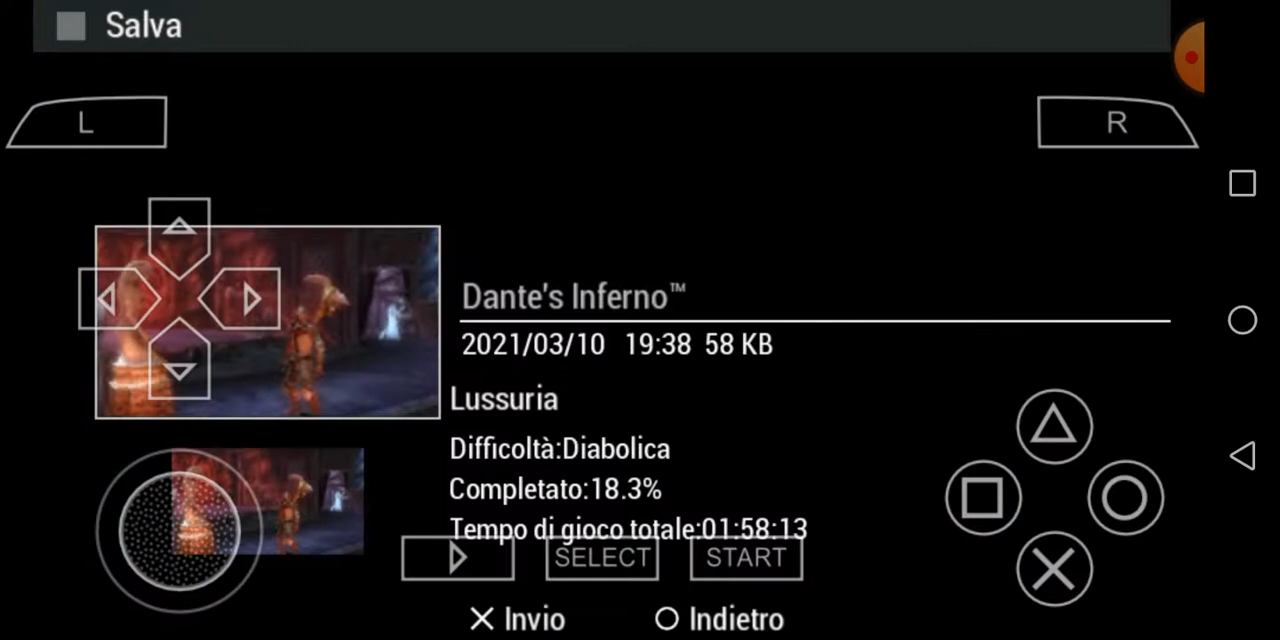 Salva
L
R
Dante's Inferno™
2021/03/10 19:38 58 KB
Lussuria
Difficoltà:Diabolica
Completato:18.3%
Tempo di gioco totale:01:58:13
SELECT
START
Invio
Indietro